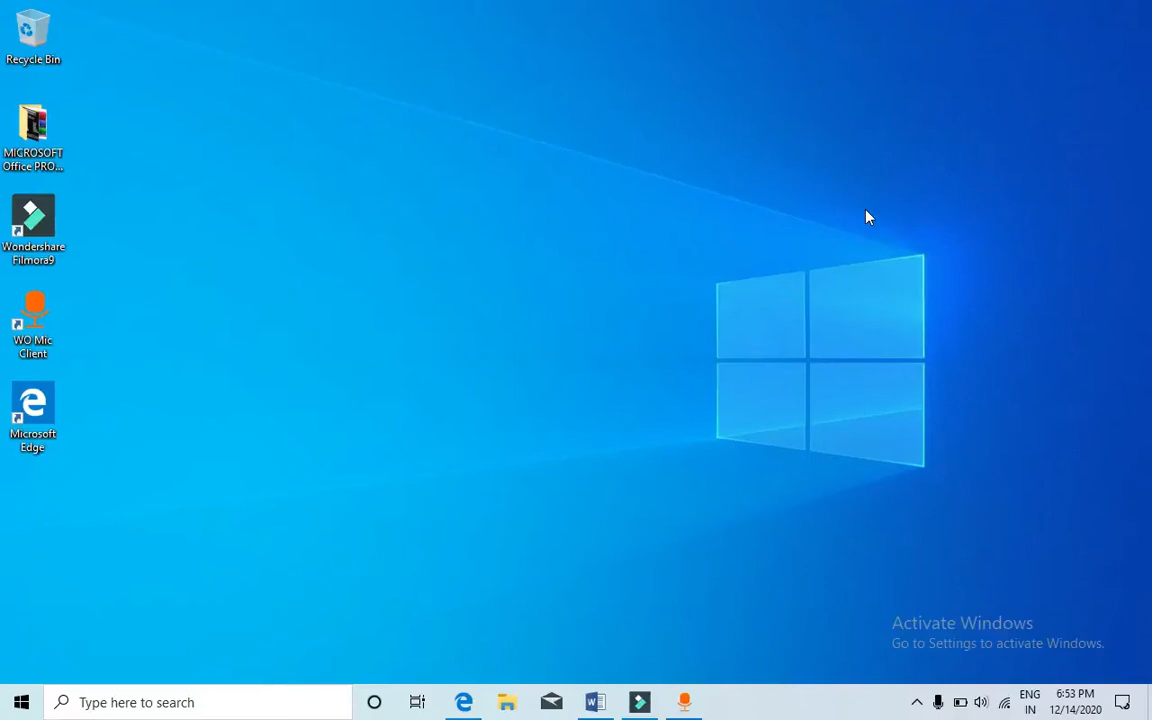 Recycle Bin
MICROSOFT
Office PRO...
Wondershare
Filmora9
WO Mic
Client
Microsoft
Edge
Activate Windows
Go to Settings to activate Windows.
Type here to search
W
ENG
IN
6:53 PM
12/14/2020